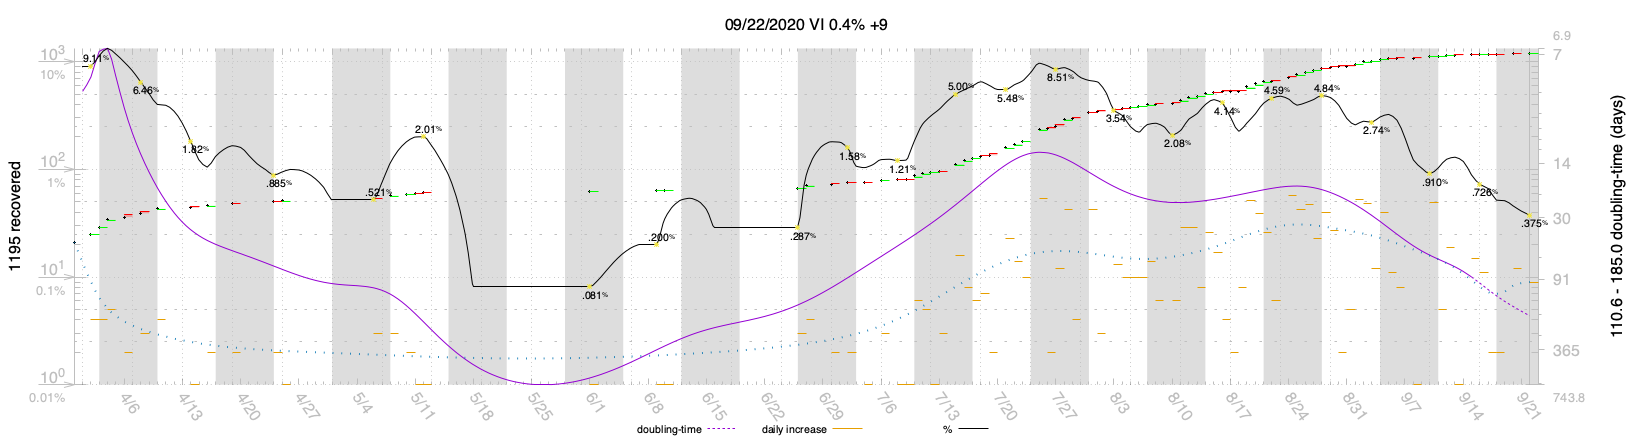 09/22/2020 VI 0.4% +9
10³ 10% 10² 1% 10¹ 0.1% 10⁰ 0.01%
1195 recovered
9.11% 6.46% 1.82% .885% .521% 2.01% .081% .200% .287% 1.58% 1.21% 5.00% 5.48% 8.51% 3.54% 2.08% 4.14% 4.59% 4.84% 2.74% .910% .726% .375%
6.9 7 14 30 91 365 743.8
110.6 - 185.0 doubling-time (days)
4/6 4/13 4/20 4/27 5/4 5/11 5/18 5/25 6/1 6/8 6/15 6/22 6/29 7/6 7/13 7/20 7/27 8/3 8/10 8/17 8/24 8/31 9/7 9/14 9/21
doubling-time daily increase %